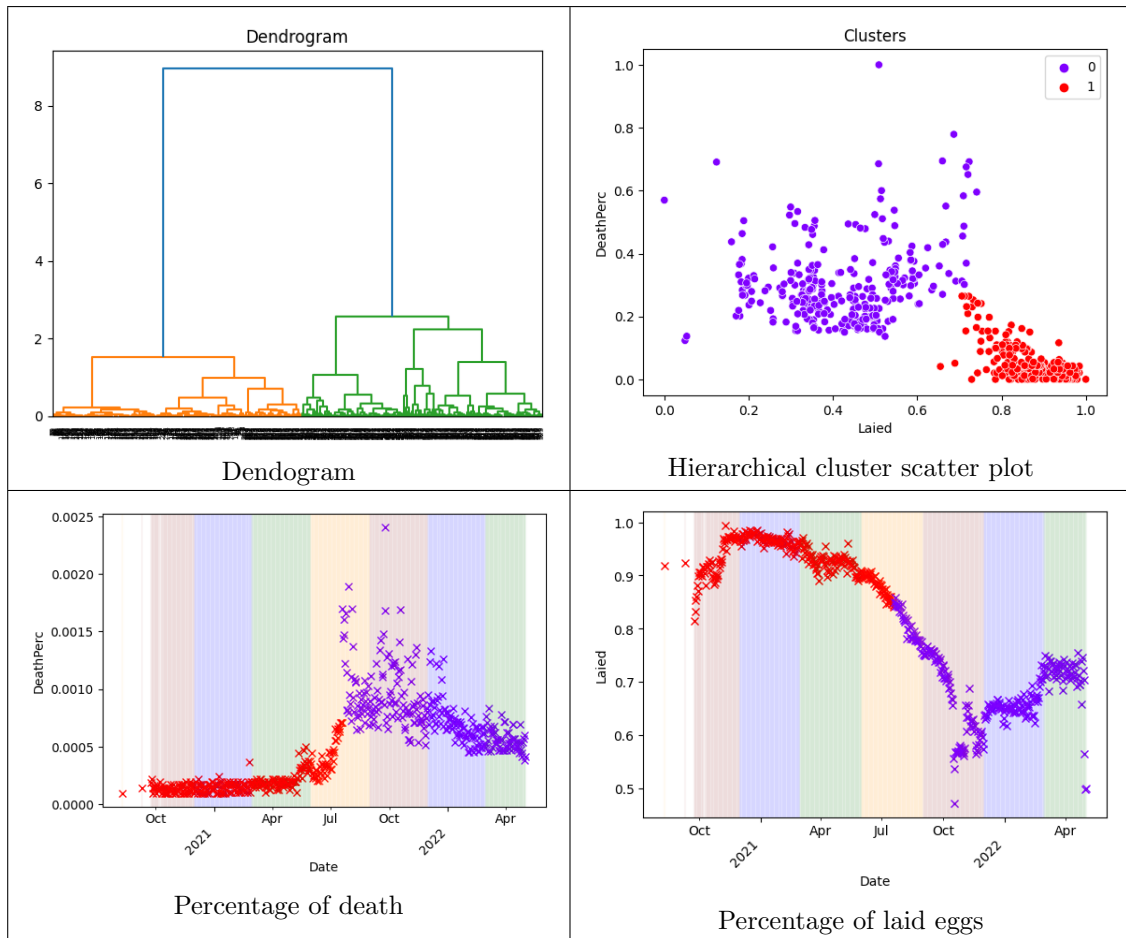 Dendrogram
8
6
4
2
0
Dendogram
Clusters
0
1
1.0
0.8
0.6
0.4
0.2
0.0
DeathPerc
0.0 0.2 0.4 0.6 0.8 1.0
Laied
Hierarchical cluster scatter plot
0.0025
0.0020
0.0015
0.0010
0.0005
0.0000
DeathPerc
Oct 2021 Apr Jul Oct 2022 Apr
Date
Percentage of death
1.0
0.9
0.8
0.7
0.6
0.5
Laied
Oct 2021 Apr Jul Oct 2022 Apr
Date
Percentage of laid eggs